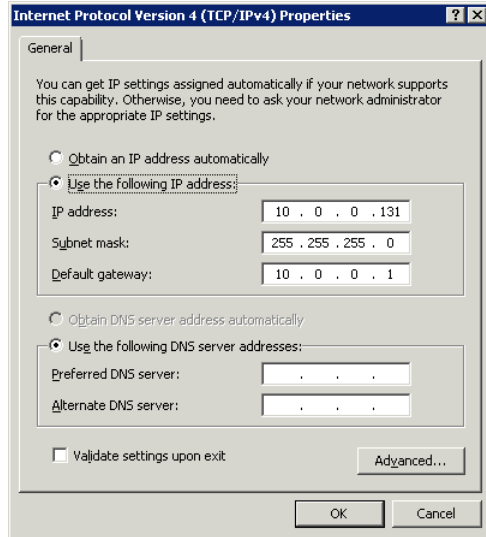 Internet Protocol Version 4 (TCP/IPv4) Properties
General
You can get IP settings assigned automatically if your network supports
this capability. Otherwise, you need to ask your network administrator
for the appropriate IP settings.
Obtain an IP address automatically
Use the following IP address:
IP address: 10 . 0 . 0 . 131
Subnet mask: 255 . 255 . 255 . 0
Default gateway: 10 . 0 . 0 . 1
Obtain DNS server address automatically
Use the following DNS server addresses:
Preferred DNS server: . . .
Alternate DNS server: . . .
Validate settings upon exit
Advanced...
OK Cancel